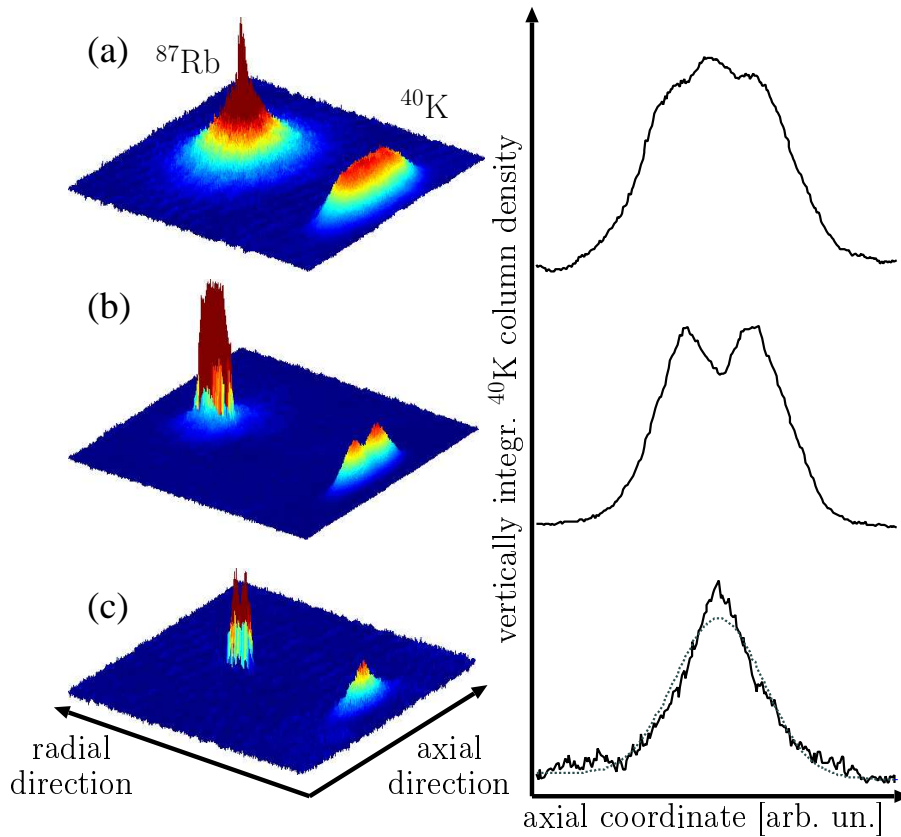 (a)
⁸⁷Rb
⁴⁰K
(b)
(c)
radial
direction
axial
direction
vertically integr. ⁴⁰K column density
axial coordinate [arb. un.]